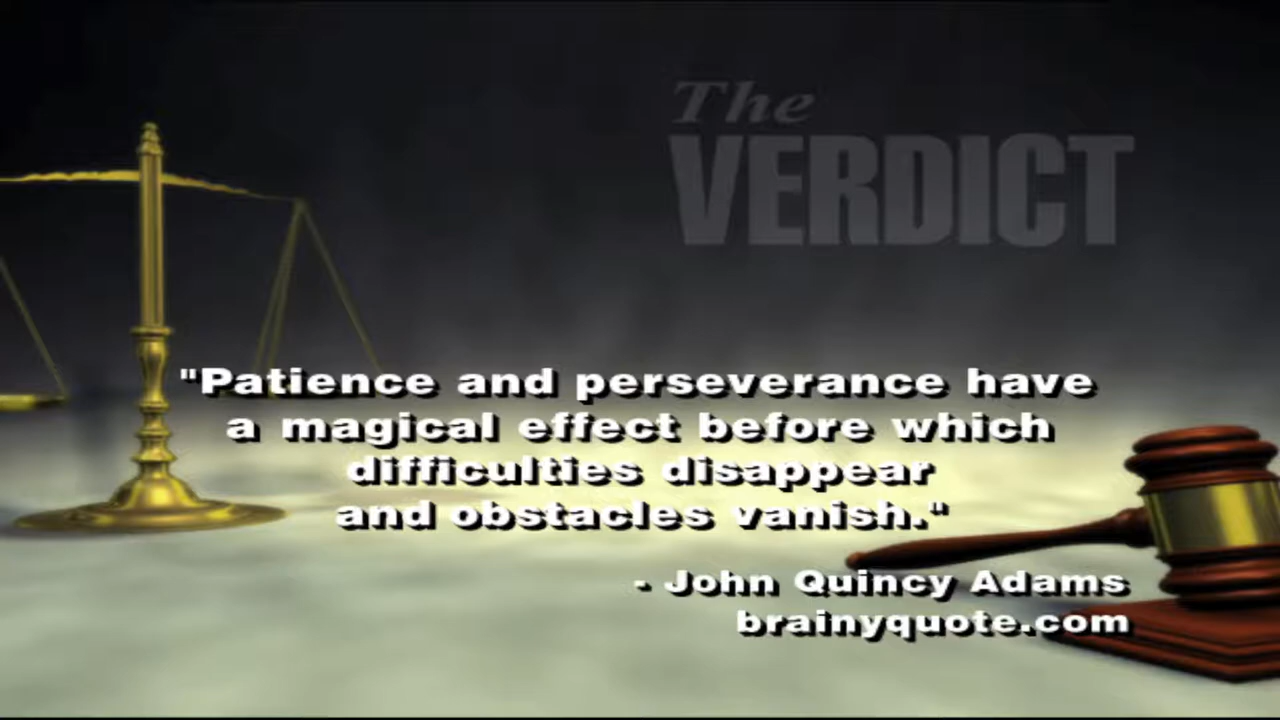 The
VERDICT
"Patience and perseverance have
a magical effect before which
difficulties disappear
and obstacles vanish."
- John Quincy Adams
brainyquote.com